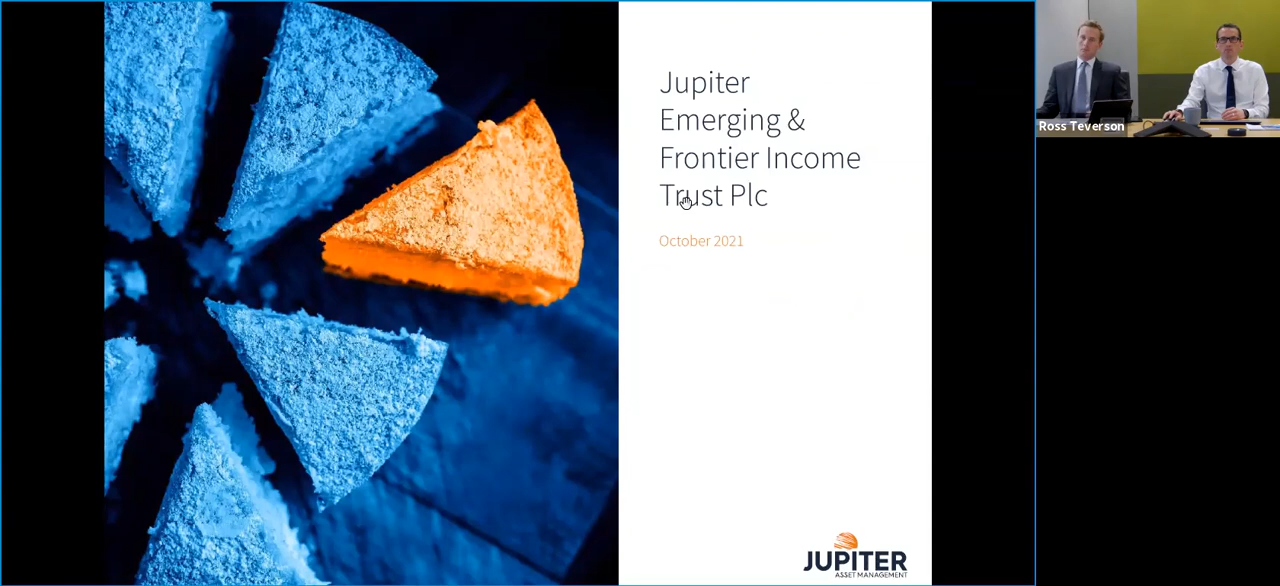 Jupiter
Emerging &
Frontier Income
Trust Plc
October 2021
JUPITER
ASSET MANAGEMENT
Ross Teverson